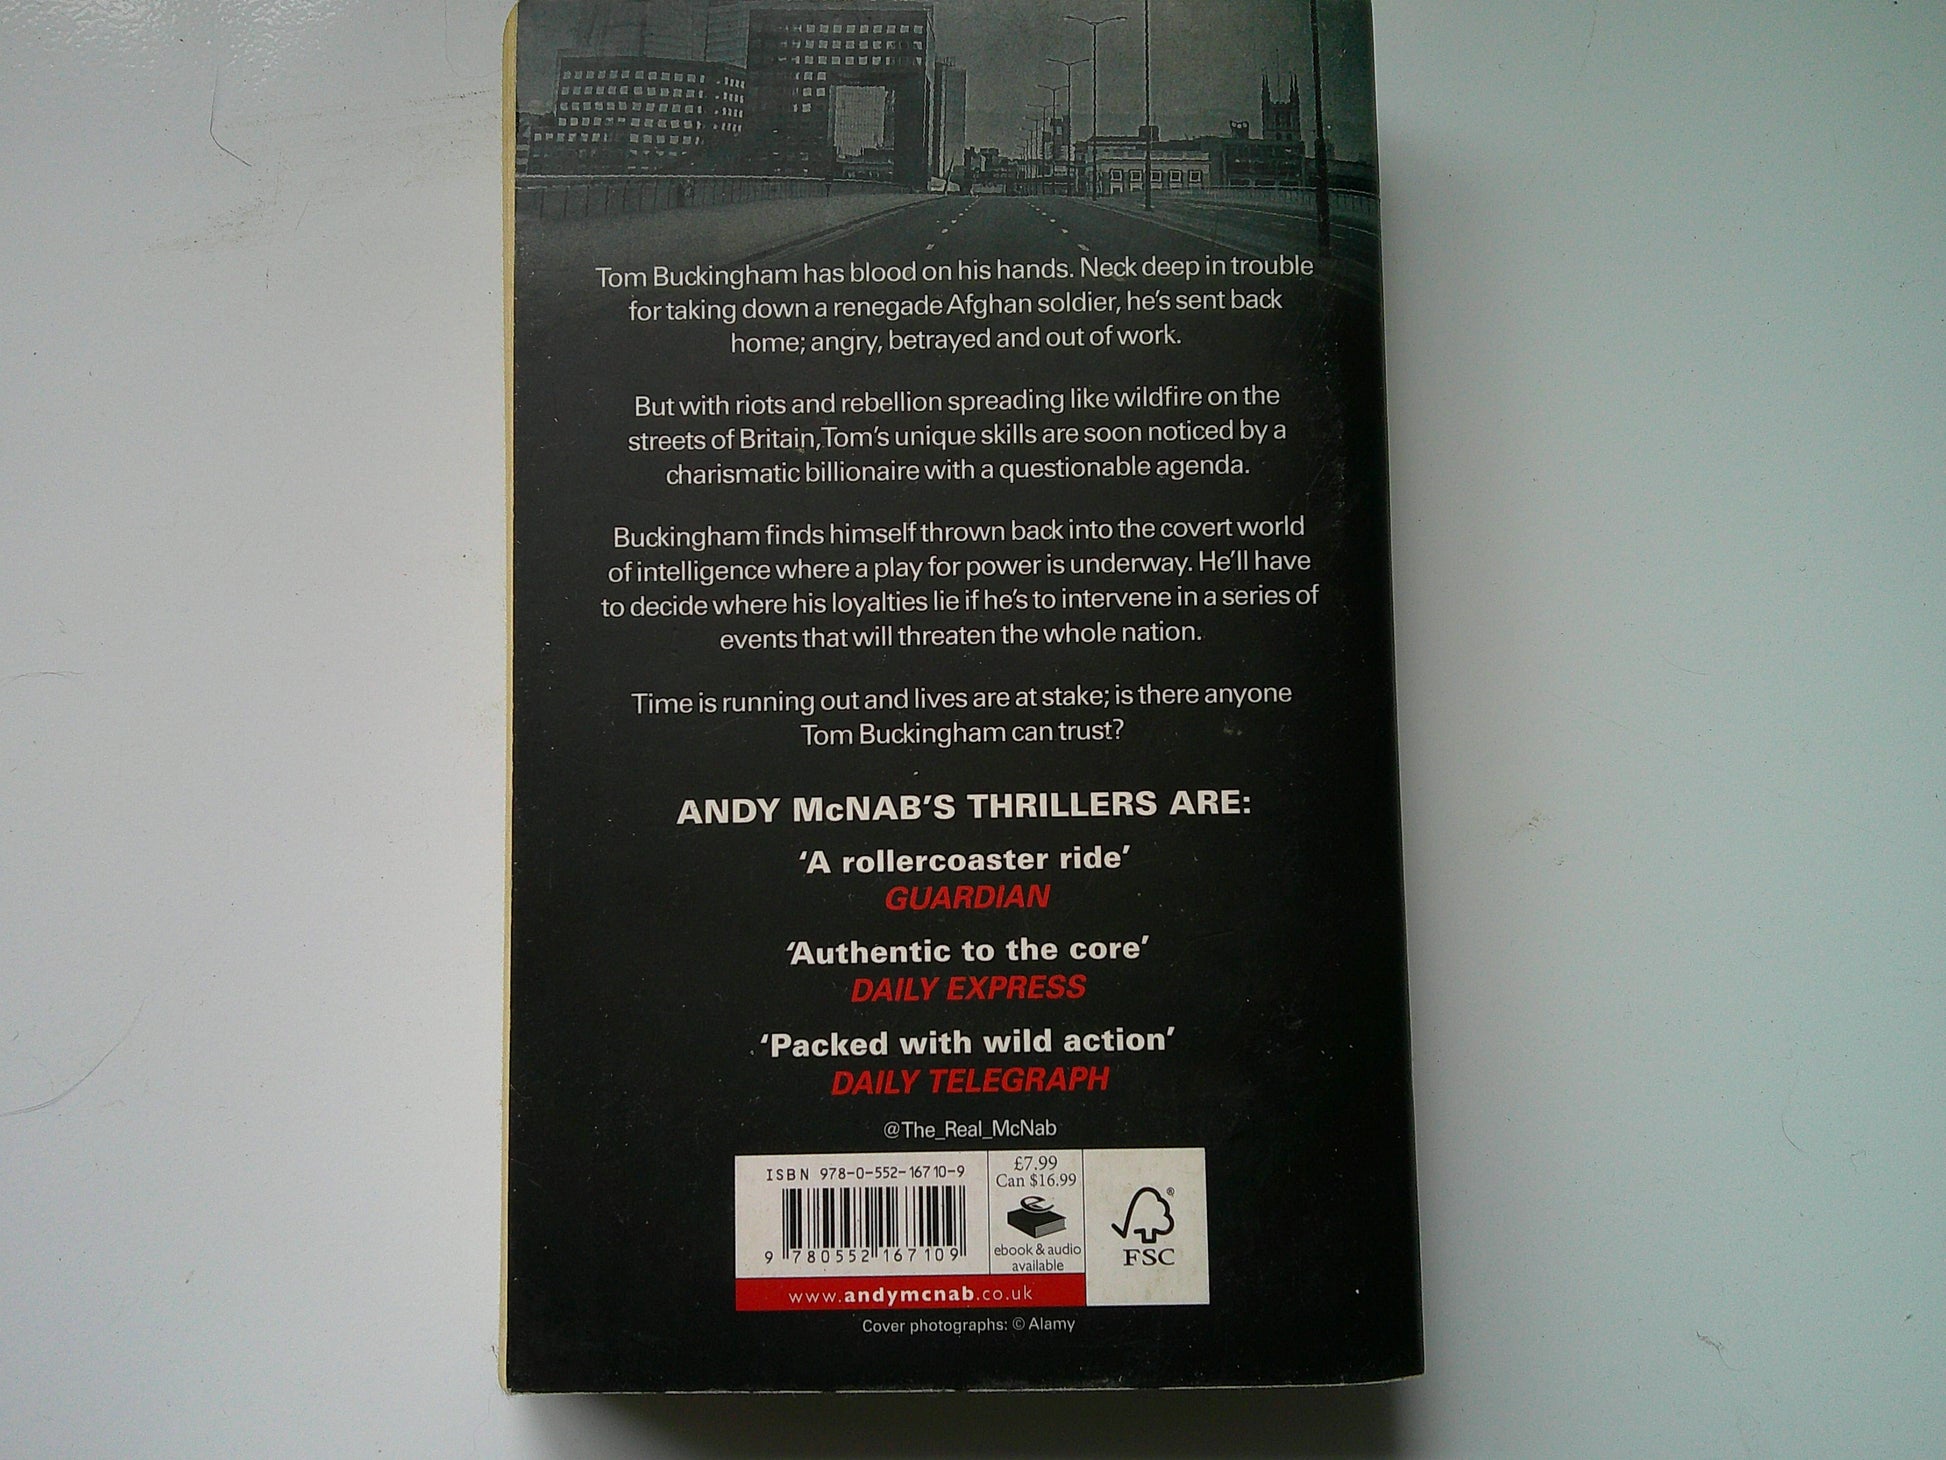 Tom Buckingham has blood on his hands. Neck deep in trouble
for taking down a renegade Afghan soldier, he's sent back
home; angry, betrayed and out of work.
But with riots and rebellion spreading like wildfire on the
streets of Britain, Tom's unique skills are soon noticed by a
charismatic billionaire with a questionable agenda.
Buckingham finds himself thrown back into the covert world
of intelligence where a play for power is underway. He'll have
to decide where his loyalties lie if he's to intervene in a series of
events that will threaten the whole nation.
Time is running out and lives are at stake; is there anyone
Tom Buckingham can trust?
ANDY McNAB'S THRILLERS ARE:
'A rollercoaster ride'
GUARDIAN
'Authentic to the core'
DAILY EXPRESS
'Packed with wild action'
DAILY TELEGRAPH
@The_Real_McNab
ISBN 978-0-552-16710-9
9 780552 167109
£7.99
Can $16.99
e
ebook & audio
available
®
FSC
www.andymcnab.co.uk
Cover photographs: © Alamy